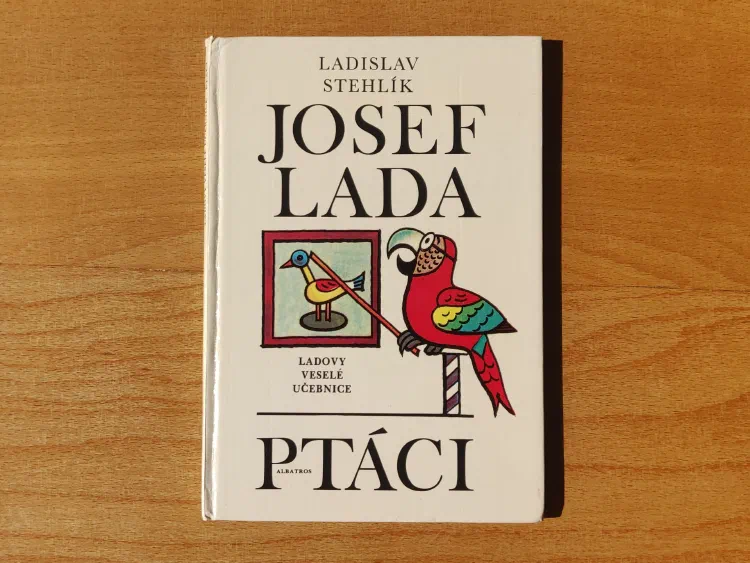 LADISLAV
STEHLÍK
JOSEF
LADA
LADOVY
VESELÉ
UČEBNICE
PTÁCI
ALBATROS